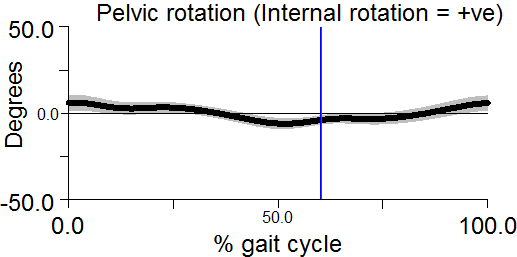 Pelvic rotation (Internal rotation = +ve)
50.0
Degrees
0.0
-50.0
0.0
50.0
100.0
% gait cycle